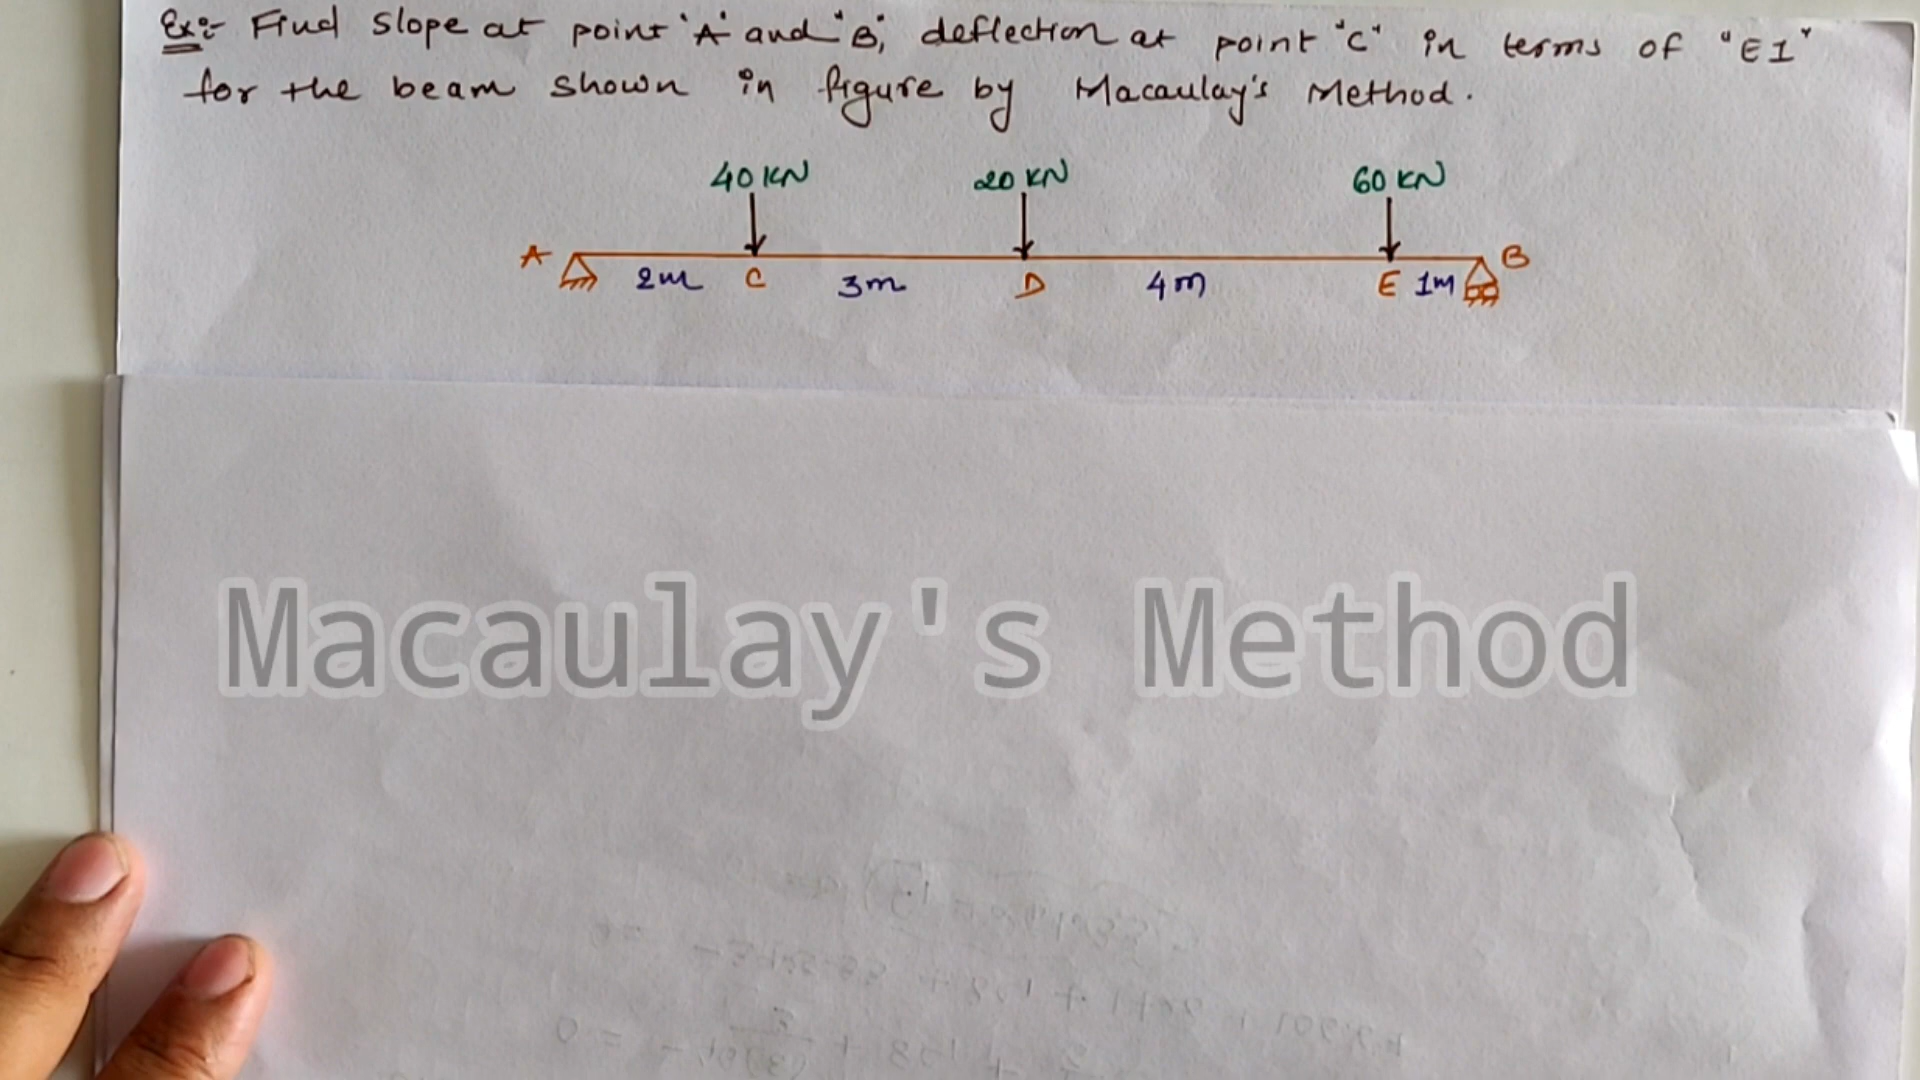 Ex:- Find slope at point "A" and "B", deflection at point "C" in terms of "EI"
for the beam shown in figure by Macaulay's Method.
40 KN 20 KN 60 KN
A B
2m C 3m D 4m E 1m
Macaulay's Method